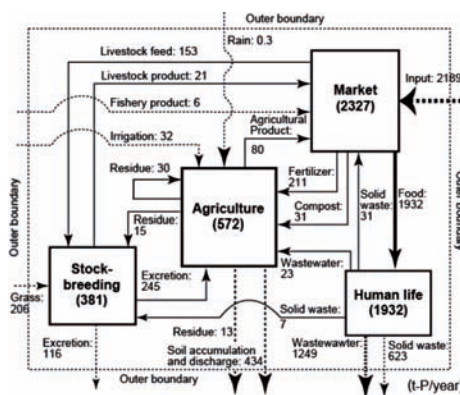 Outer boundary
Rain: 0.3
Livestock feed: 153
Livestock product: 21
Market
(2327)
Input: 2189
Fishery product: 6
Agricultural
Product:
80
Irrigation: 32
Residue: 30
Fertilizer:
211
Solid
waste:
31
Food:
1932
Compost:
31
Agriculture
(572)
Outer boundary
Outer boundary
Residue:
15
Wastewater:
23
Stock-
breeding
(381)
Excretion:
245
Human life
(1932)
Grass:
206
Solid waste:
7
Residue: 13
Excretion:
116
Soil accumulation
and discharge: 434
Wastewawter:
1249
Solid waste:
623
Outer boundary
(t-P/year)